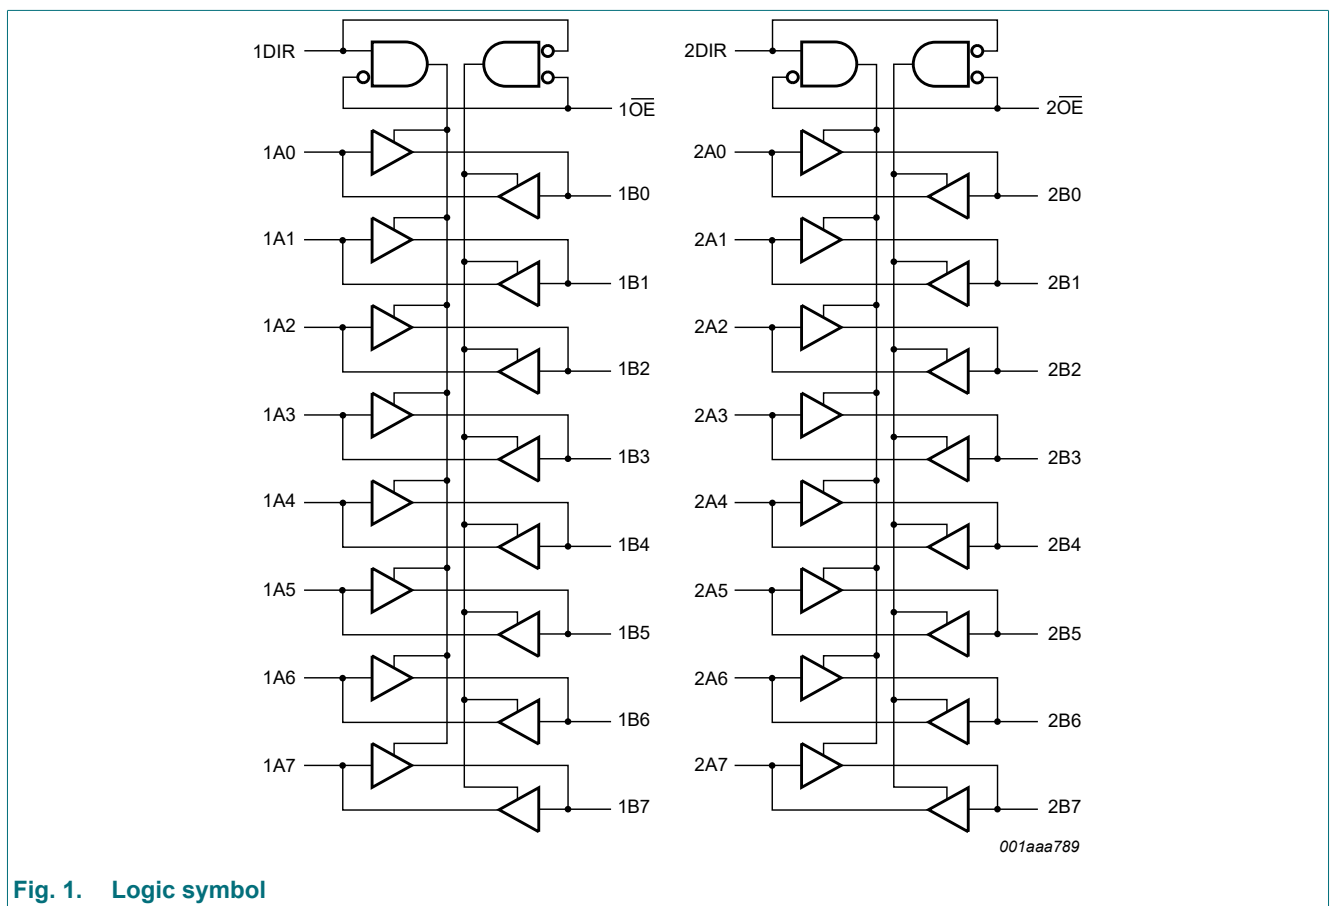 1DIR 2DIR
1O̅E̅ 2O̅E̅
1A0 2A0
1B0 2B0
1A1 2A1
1B1 2B1
1A2 2A2
1B2 2B2
1A3 2A3
1B3 2B3
1A4 2A4
1B4 2B4
1A5 2A5
1B5 2B5
1A6 2A6
1B6 2B6
1A7 2A7
1B7 2B7
001aaa789
Fig. 1. Logic symbol